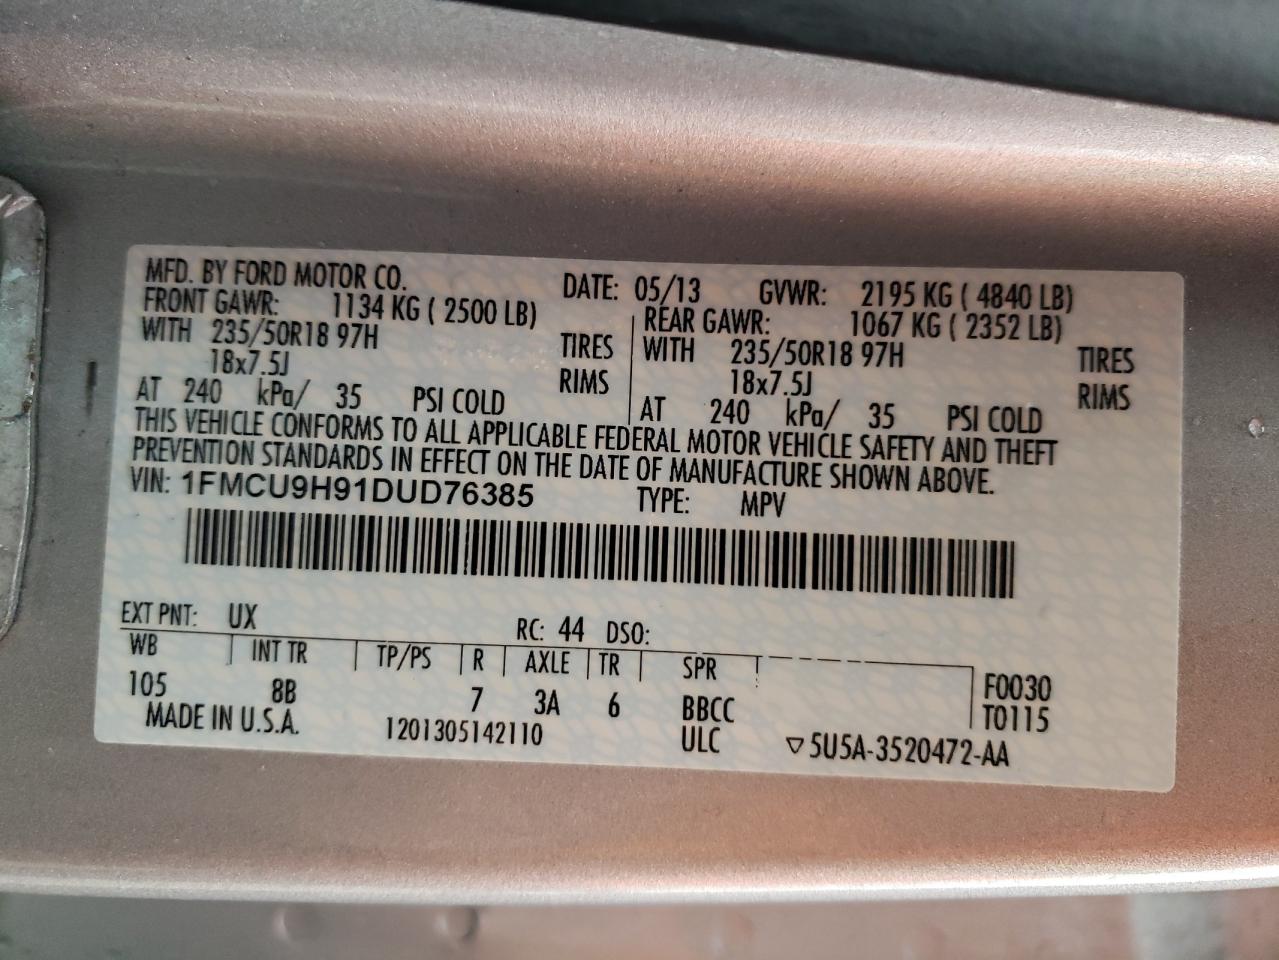 MFD. BY FORD MOTOR CO.
DATE: 05/13 GVWR: 2195 KG ( 4840 LB)
FRONT GAWR: 1134 KG ( 2500 LB)
WITH 235/50R18 97H TIRES
18x7.5J RIMS
AT 240 kPa/ 35 PSI COLD
REAR GAWR: 1067 KG ( 2352 LB)
WITH 235/50R18 97H TIRES
18x7.5J RIMS
AT 240 kPa/ 35 PSI COLD
THIS VEHICLE CONFORMS TO ALL APPLICABLE FEDERAL MOTOR VEHICLE SAFETY AND THEFT
PREVENTION STANDARDS IN EFFECT ON THE DATE OF MANUFACTURE SHOWN ABOVE.
VIN: 1FMCU9H91DUD76385 TYPE: MPV
EXT PNT: UX RC: 44 DSO:
WB INT TR TP/PS R AXLE TR SPR
105 8B 7 3A 6 BBCC F0030
T0115
MADE IN U.S.A. 1201305142110 ULC ▽5U5A-3520472-AA